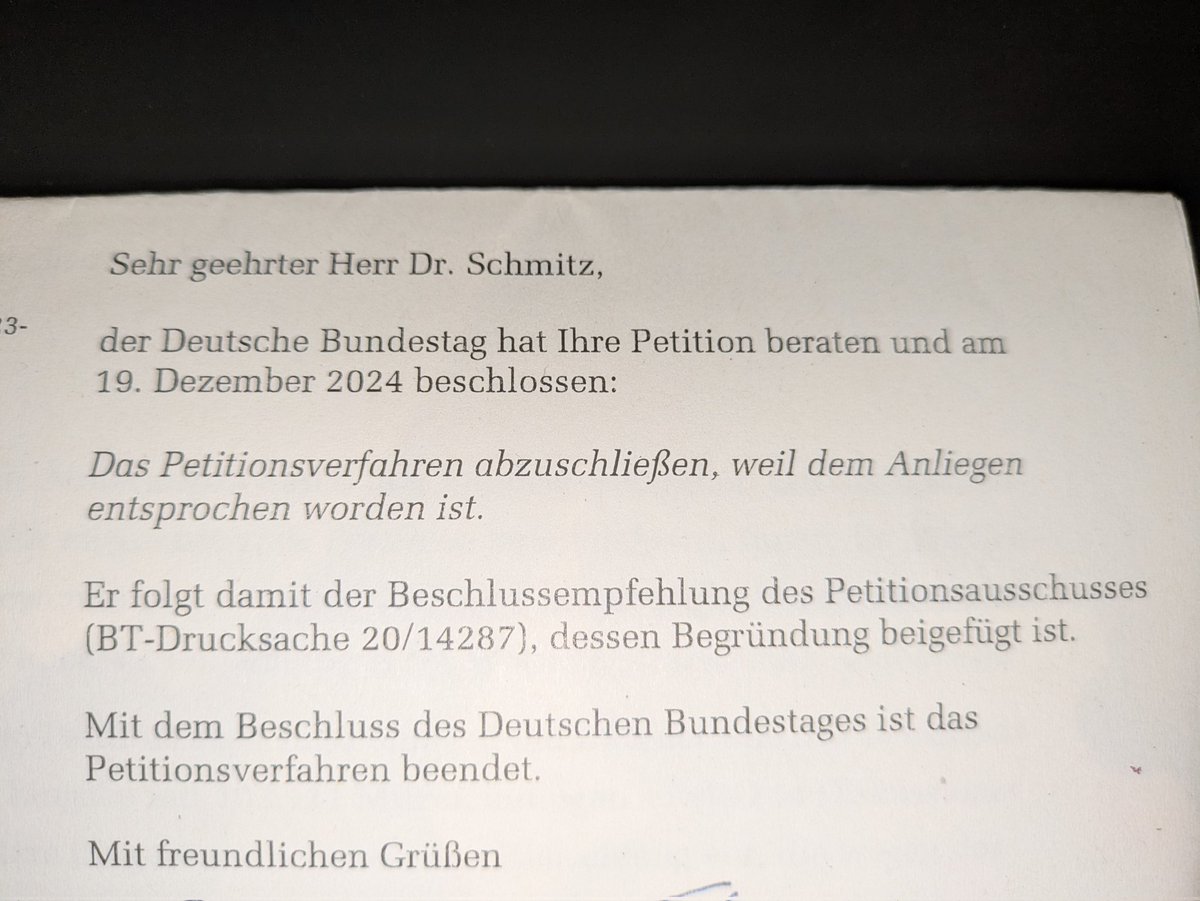 Sehr geehrter Herr Dr. Schmitz,
3-
der Deutsche Bundestag hat Ihre Petition beraten und am
19. Dezember 2024 beschlossen:
Das Petitionsverfahren abzuschließen, weil dem Anliegen
entsprochen worden ist.
Er folgt damit der Beschlussempfehlung des Petitionsausschusses
(BT-Drucksache 20/14287), dessen Begründung beigefügt ist.
Mit dem Beschluss des Deutschen Bundestages ist das
Petitionsverfahren beendet.
Mit freundlichen Grüßen